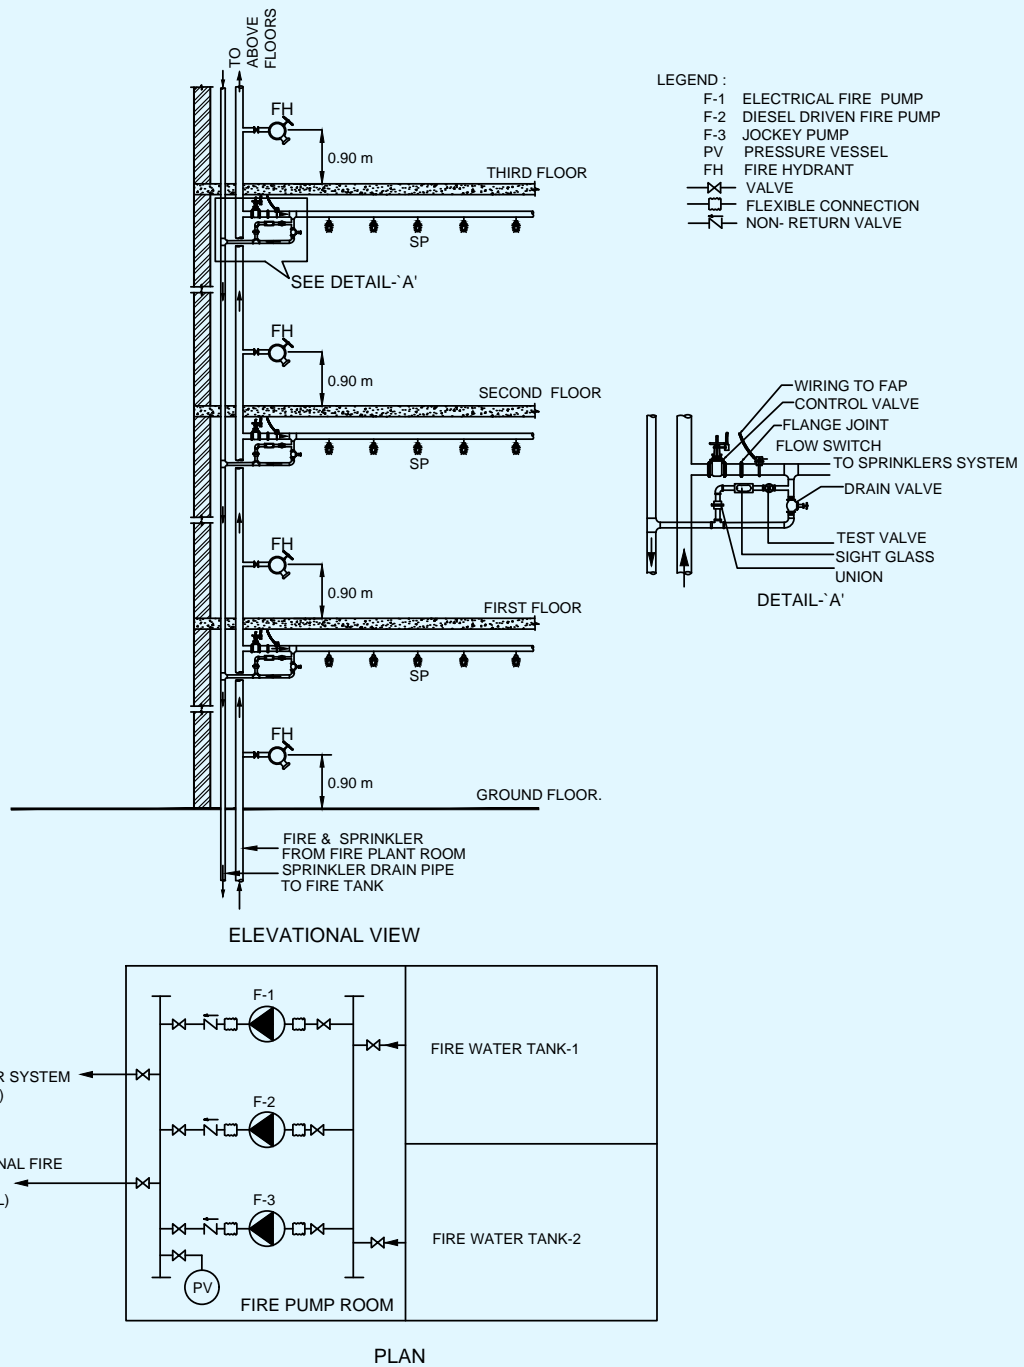 TO
ABOVE
FLOORS
LEGEND :
F-1 ELECTRICAL FIRE PUMP
F-2 DIESEL DRIVEN FIRE PUMP
F-3 JOCKEY PUMP
PV PRESSURE VESSEL
FH FIRE HYDRANT
VALVE
FLEXIBLE CONNECTION
NON- RETURN VALVE
FH
0.90 m
THIRD FLOOR
SP
SEE DETAIL-`A'
FH
0.90 m
SECOND FLOOR
SP
FH
0.90 m
FIRST FLOOR
SP
FH
0.90 m
GROUND FLOOR.
FIRE & SPRINKLER
FROM FIRE PLANT ROOM
SPRINKLER DRAIN PIPE
TO FIRE TANK
ELEVATIONAL VIEW
WIRING TO FAP
CONTROL VALVE
FLANGE JOINT
FLOW SWITCH
TO SPRINKLERS SYSTEM
DRAIN VALVE
TEST VALVE
SIGHT GLASS
UNION
DETAIL-`A'
F-1
FIRE WATER TANK-1
R SYSTEM
)
F-2
NAL FIRE
L)
F-3
FIRE WATER TANK-2
PV
FIRE PUMP ROOM
PLAN